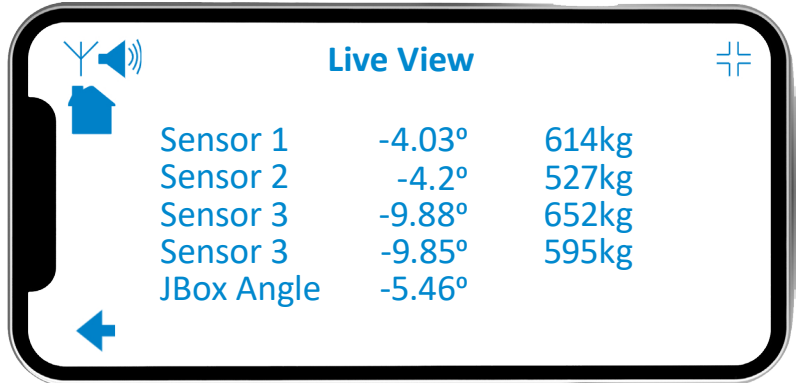 Live View
Sensor 1 -4.03º 614kg
Sensor 2 -4.2º 527kg
Sensor 3 -9.88º 652kg
Sensor 3 -9.85º 595kg
JBox Angle -5.46º